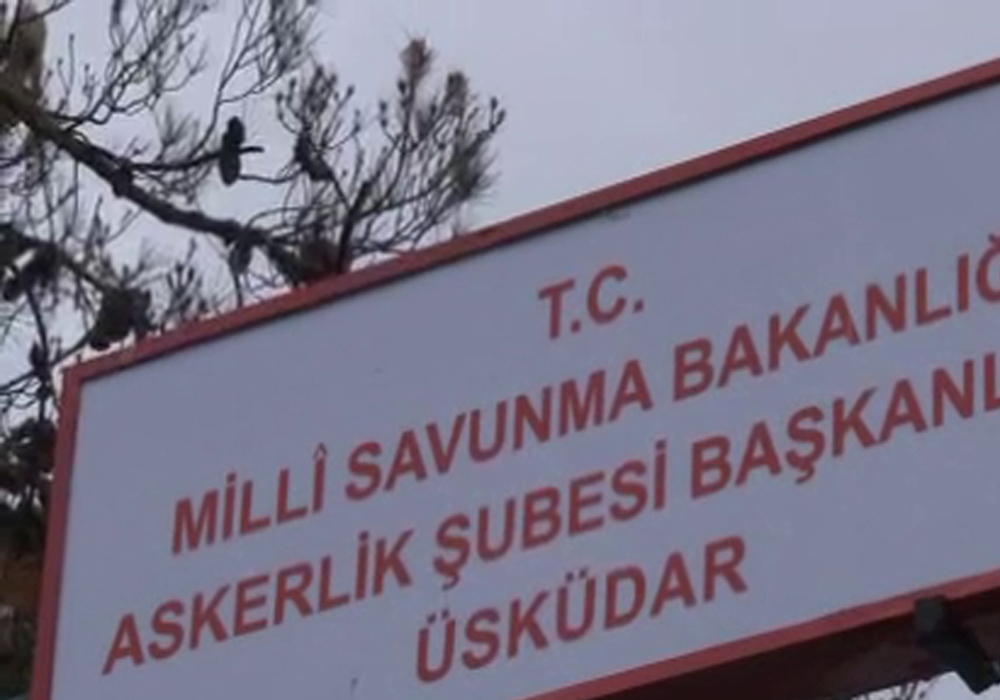 T.C.
MİLLÎ SAVUNMA BAKANLIĞ
ASKERLİK ŞUBESİ BAŞKANL
ÜSKÜDAR